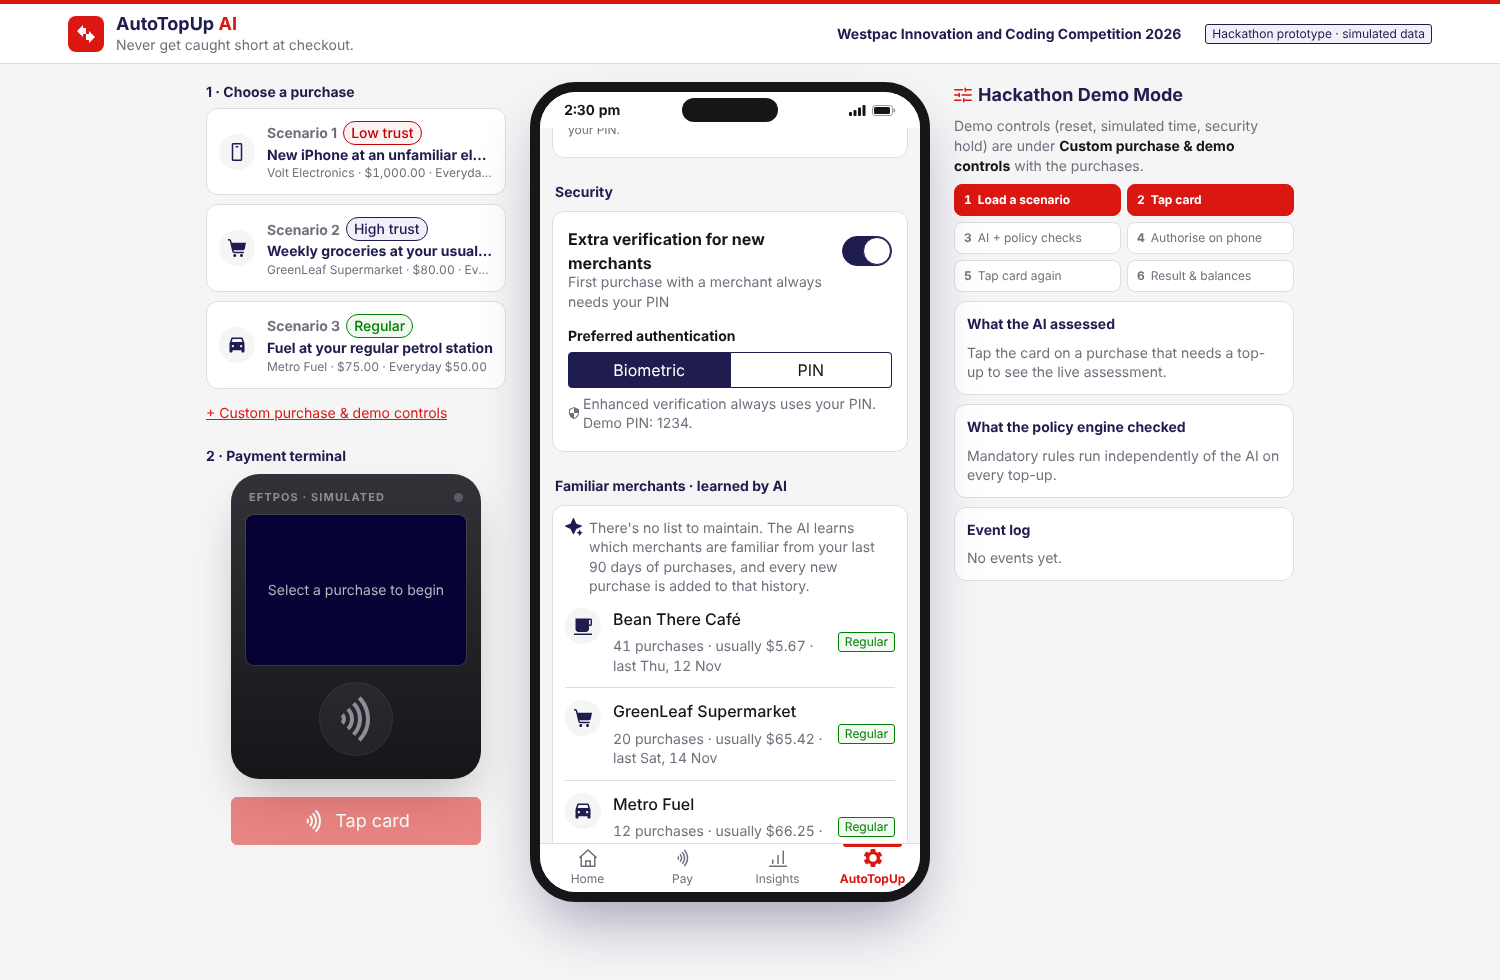 AutoTopUp AI
Never get caught short at checkout.
Westpac Innovation and Coding Competition 2026
Hackathon prototype · simulated data
1 · Choose a purchase
Scenario 1 Low trust
New iPhone at an unfamiliar el...
Volt Electronics · $1,000.00 · Everyda...
Scenario 2 High trust
Weekly groceries at your usual...
GreenLeaf Supermarket · $80.00 · Ev...
Scenario 3 Regular
Fuel at your regular petrol station
Metro Fuel · $75.00 · Everyday $50.00
+ Custom purchase & demo controls
2 · Payment terminal
EFTPOS · SIMULATED
Select a purchase to begin
Tap card
2:30 pm
your PIN.
Security
Extra verification for new
merchants
First purchase with a merchant always
needs your PIN
Preferred authentication
Biometric
PIN
Enhanced verification always uses your PIN.
Demo PIN: 1234.
Familiar merchants · learned by AI
There's no list to maintain. The AI learns
which merchants are familiar from your last
90 days of purchases, and every new
purchase is added to that history.
Bean There Café
41 purchases · usually $5.67 ·
last Thu, 12 Nov
Regular
GreenLeaf Supermarket
20 purchases · usually $65.42 ·
last Sat, 14 Nov
Regular
Metro Fuel
12 purchases · usually $66.25 ·
Regular
Home
Pay
Insights
AutoTopUp
Hackathon Demo Mode
Demo controls (reset, simulated time, security
hold) are under Custom purchase & demo
controls with the purchases.
1 Load a scenario
2 Tap card
3 AI + policy checks
4 Authorise on phone
5 Tap card again
6 Result & balances
What the AI assessed
Tap the card on a purchase that needs a top-
up to see the live assessment.
What the policy engine checked
Mandatory rules run independently of the AI on
every top-up.
Event log
No events yet.